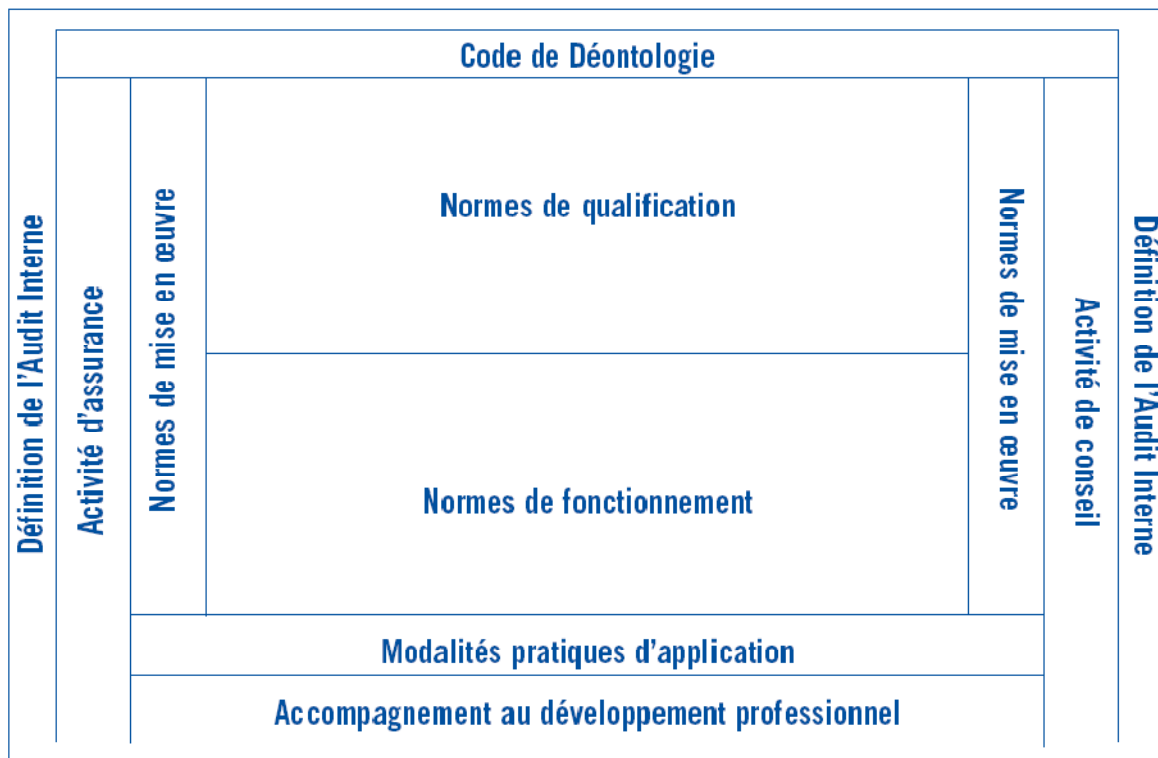 Code de Déontologie
Définition de l'Audit Interne
Activité d'assurance
Normes de mise en œuvre
Normes de qualification
Normes de fonctionnement
Normes de mise en œuvre
Activité de conseil
Définition de l'Audit Interne
Modalités pratiques d'application
Accompagnement au développement professionnel